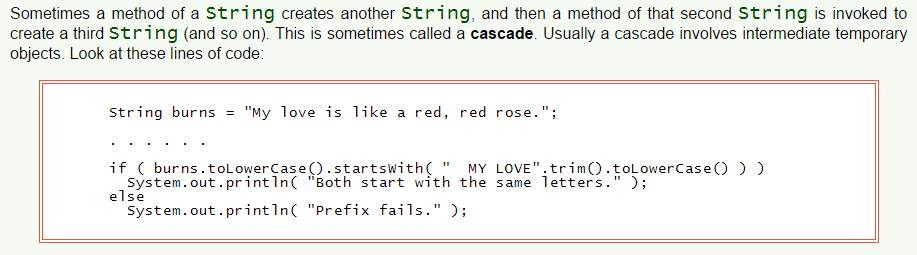 Sometimes a method of a String creates another String, and then a method of that second String is invoked to
create a third String (and so on). This is sometimes called a cascade. Usually a cascade involves intermediate temporary
objects. Look at these lines of code:
String burns = "My love is like a red, red rose.";
. . . . . .
if ( burns.toLowerCase().startsWith( "  MY LOVE".trim().toLowerCase() ) )
  System.out.println( "Both start with the same letters." );
else
  System.out.println( "Prefix fails." );